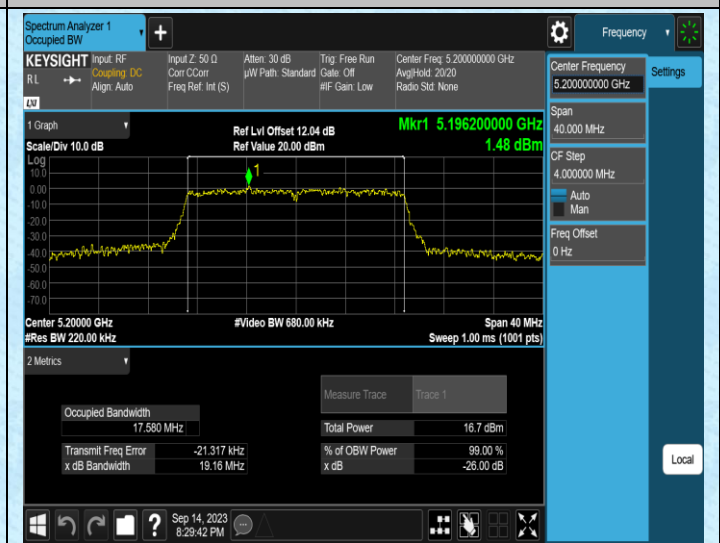 Spectrum Analyzer 1
Occupied BW
Frequency
KEYSIGHT
R L
LXI
Input: RF
Coupling: DC
Align: Auto
Input Z: 50 Ω
Corr CCorr
Freq Ref: Int (S)
Atten: 30 dB
µW Path: Standard
Trig: Free Run
Gate: Off
#IF Gain: Low
Center Freq: 5.200000000 GHz
Avg|Hold: 20/20
Radio Std: None
Center Frequency
5.200000000 GHz
Settings
Span
40.000 MHz
CF Step
4.000000 MHz
Auto
Man
Freq Offset
0 Hz
1 Graph
Scale/Div 10.0 dB
Ref Lvl Offset 12.04 dB
Ref Value 20.00 dBm
Mkr1 5.196200000 GHz
1.48 dBm
Log
10.0
0.00
-10.0
-20.0
-30.0
-40.0
-50.0
-60.0
-70.0
1
Center 5.20000 GHz
#Res BW 220.00 kHz
#Video BW 680.00 kHz
Span 40 MHz
Sweep 1.00 ms (1001 pts)
2 Metrics
Measure Trace
Trace 1
Occupied Bandwidth
17.580 MHz
Total Power
16.7 dBm
Transmit Freq Error
-21.317 kHz
% of OBW Power
99.00 %
x dB Bandwidth
19.16 MHz
x dB
-26.00 dB
Local
?
Sep 14, 2023
8:29:42 PM